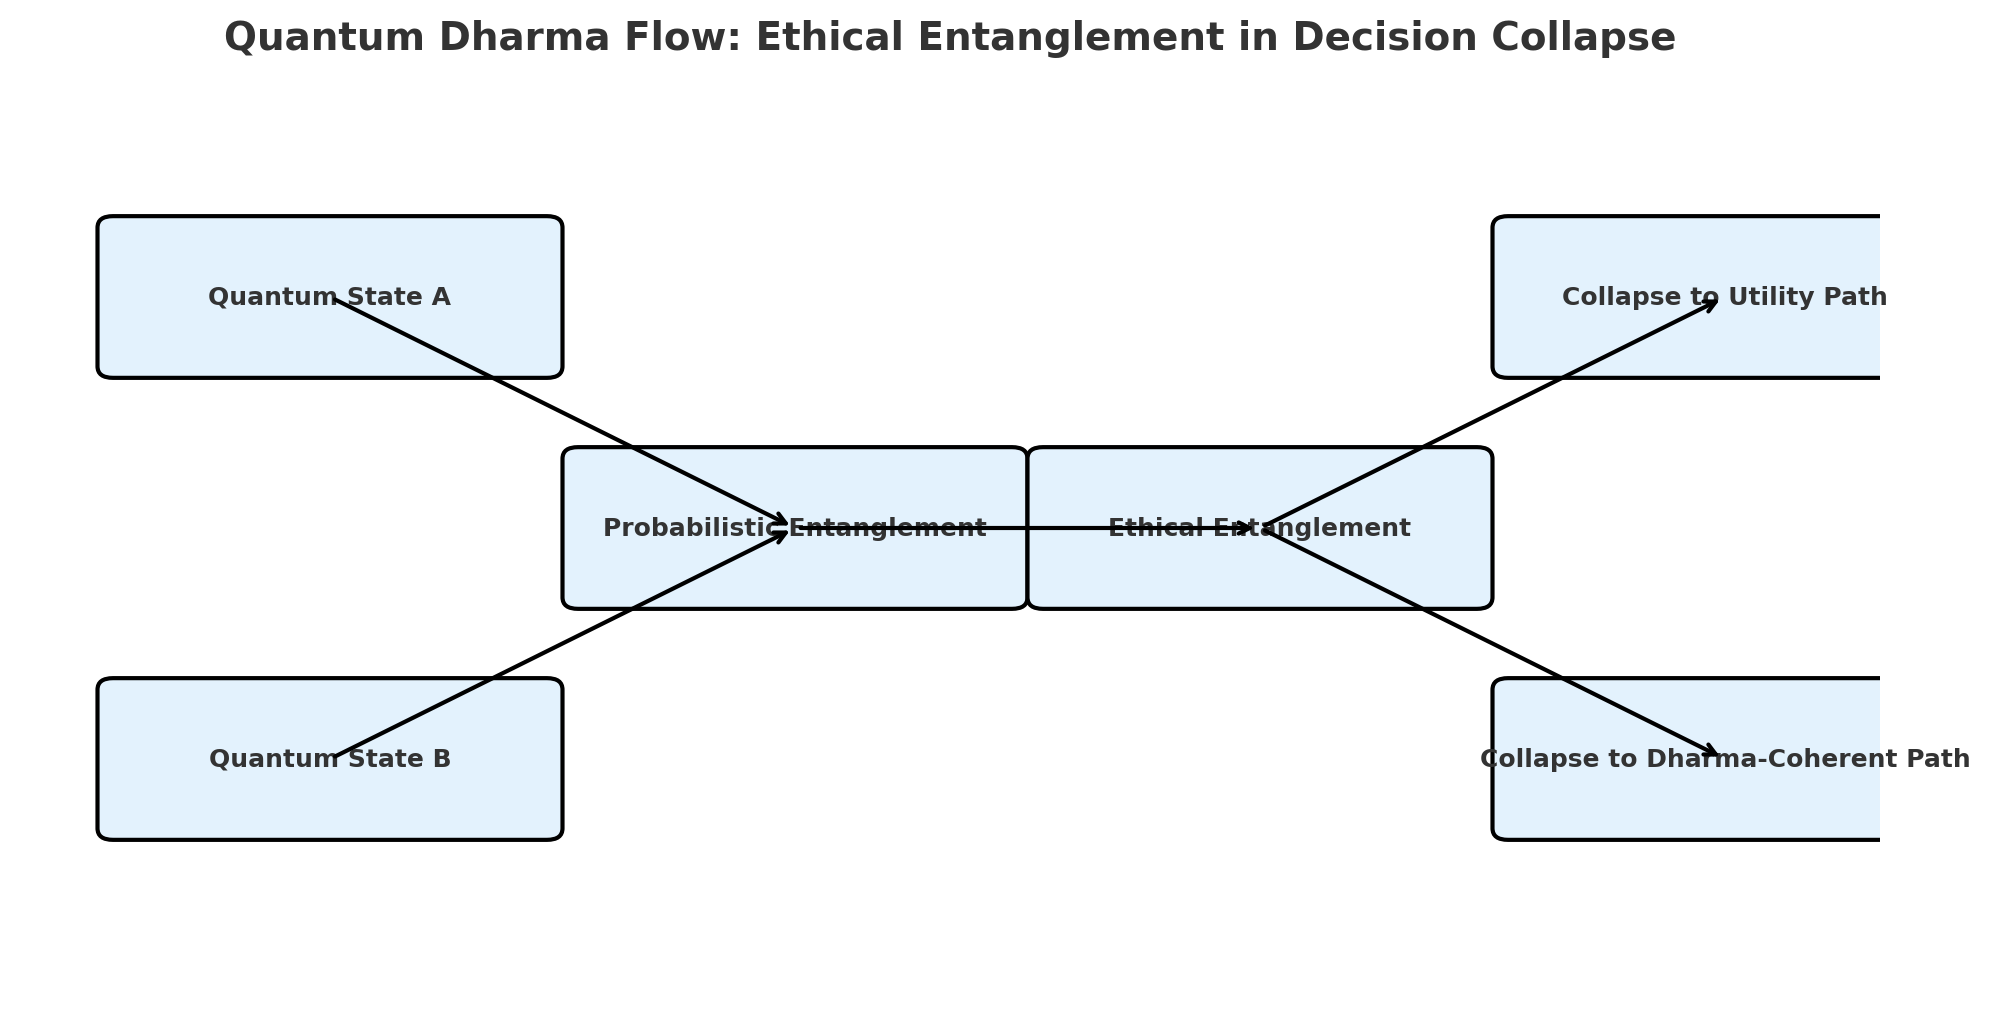 Quantum Dharma Flow: Ethical Entanglement in Decision Collapse
Quantum State A
Collapse to Utility Path
Probabilistic Entanglement
Ethical Entanglement
Quantum State B
Collapse to Dharma-Coherent Path